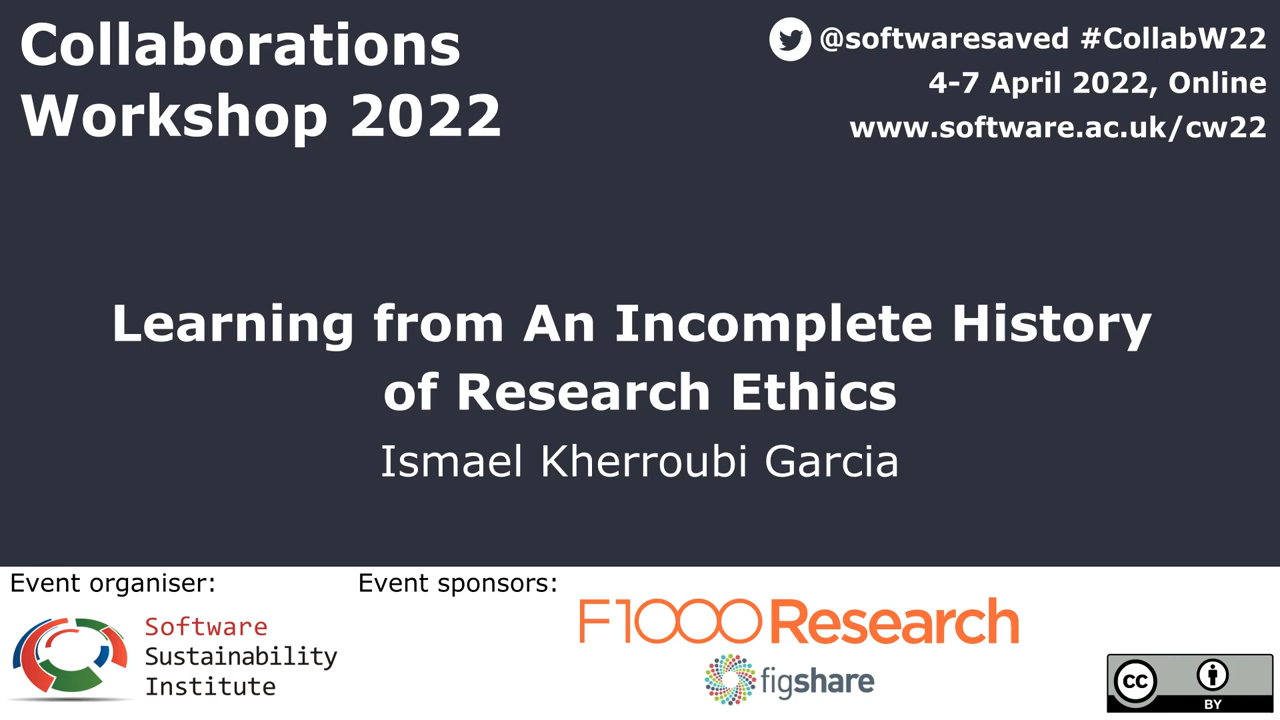 Collaborations
Workshop 2022
@softwaresaved #CollabW22
4-7 April 2022, Online
www.software.ac.uk/cw22
Learning from An Incomplete History
of Research Ethics
Ismael Kherroubi Garcia
Event organiser:
Software
Sustainability
Institute
Event sponsors:
F1000Research
figshare
CC
BY